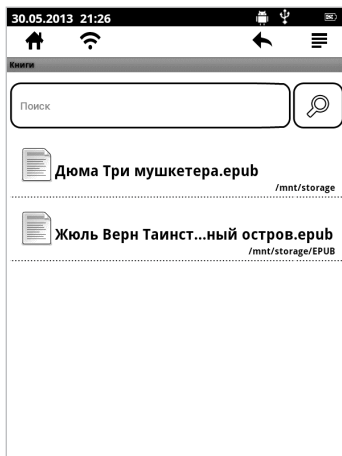 30.05.2013 21:26
Книги
Поиск
Дюма Три мушкетера.epub
/mnt/storage
Жюль Верн Таинст...ный остров.epub
/mnt/storage/EPUB